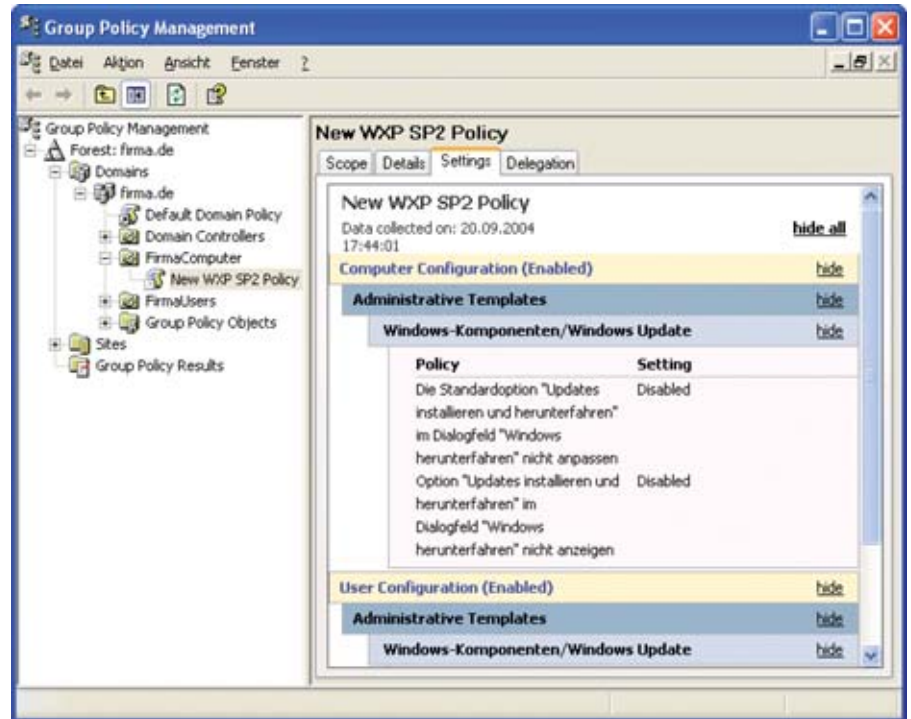 Group Policy Management
Datei Aktion Ansicht Fenster ?
Group Policy Management
Forest: firma.de
Domains
firma.de
Default Domain Policy
Domain Controllers
FirmaComputer
New WXP SP2 Policy
FirmaUsers
Group Policy Objects
Sites
Group Policy Results
New WXP SP2 Policy
Scope Details Settings Delegation
New WXP SP2 Policy
Data collected on: 20.09.2004 hide all
17:44:01
Computer Configuration (Enabled) hide
Administrative Templates hide
Windows-Komponenten/Windows Update hide
Policy Setting
Die Standardoption "Updates Disabled
installieren und herunterfahren"
im Dialogfeld "Windows
herunterfahren" nicht anpassen
Option "Updates installieren und Disabled
herunterfahren" im
Dialogfeld "Windows
herunterfahren" nicht anzeigen
User Configuration (Enabled) hide
Administrative Templates hide
Windows-Komponenten/Windows Update hide